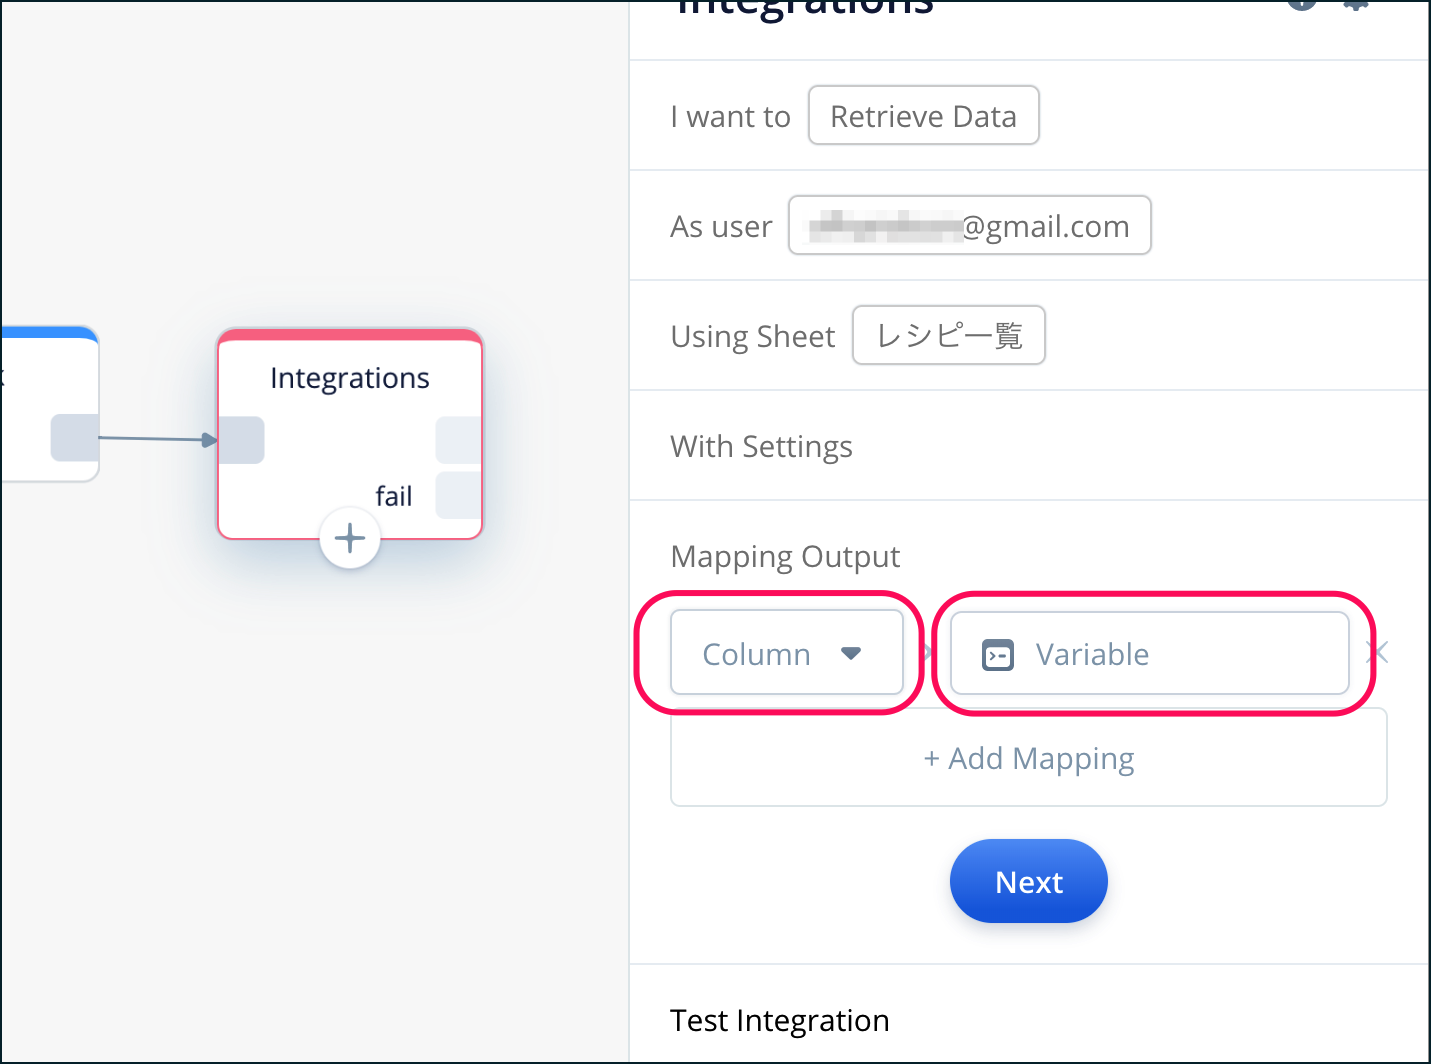 Integrations
I want to Retrieve Data
As user @gmail.com
Using Sheet レシピ一覧
With Settings
Mapping Output
Column Variable
+ Add Mapping
Next
Test Integration
Integrations
fail